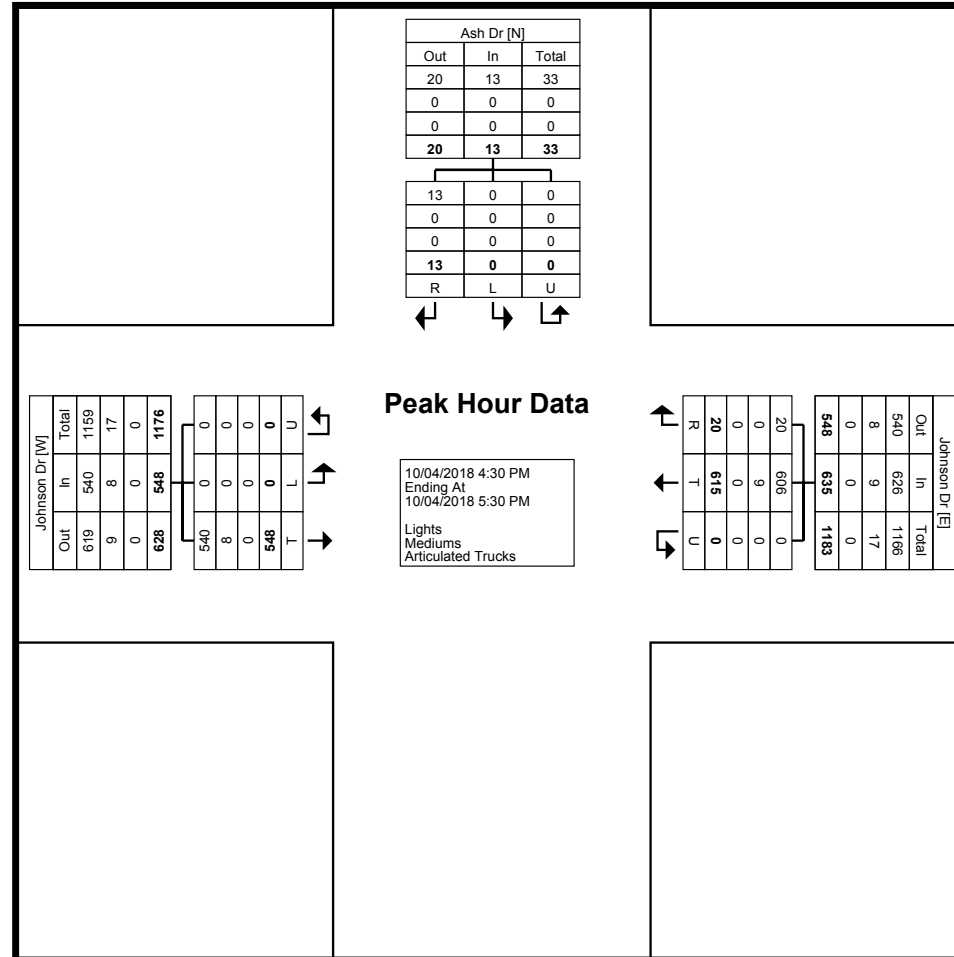 Ash Dr [N]
Out In Total
20 13 33
0 0 0
0 0 0
20 13 33
13 0 0
0 0 0
0 0 0
13 0 0
R L U
Peak Hour Data
10/04/2018 4:30 PM
Ending At
10/04/2018 5:30 PM
Lights
Mediums
Articulated Trucks
Johnson Dr [W]
Total In Out
1159 540 619
17 8 9
0 0 0
1176 548 628
0 0 540
0 0 8
0 0 0
0 0 548
U L T
Johnson Dr [E]
Out In Total
540 626 1166
8 9 17
0 0 0
548 635 1183
20 606 0
0 9 0
0 0 0
20 615 0
R T U